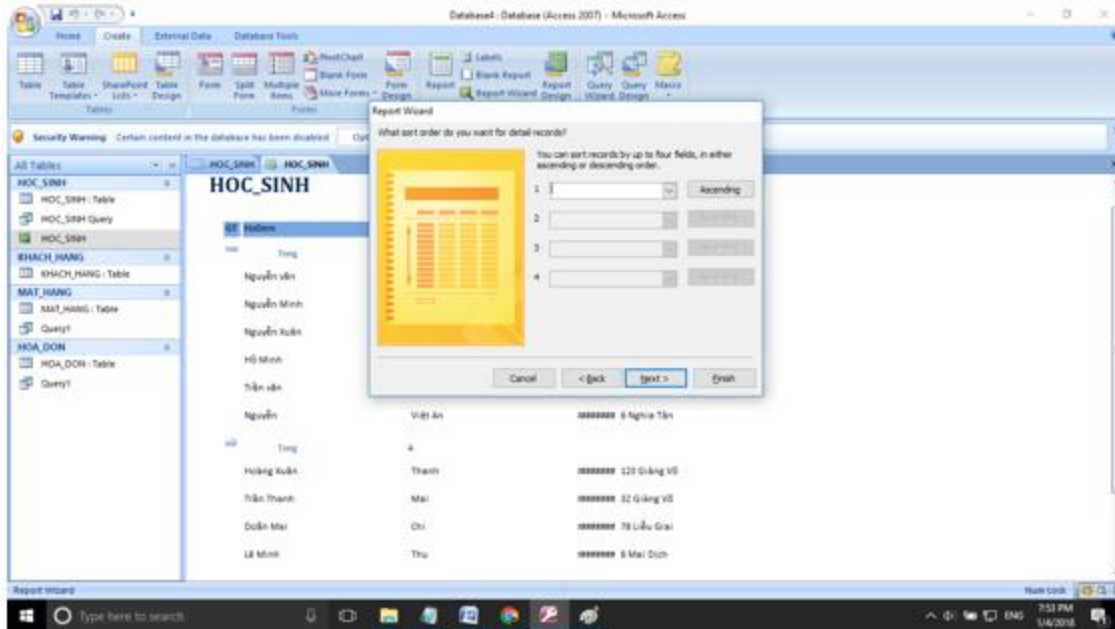 Database4 : Database (Access 2007) - Microsoft Access
Home Create External Data Database Tools
Table Table Templates SharePoint Lists Table Design
Form Split Form Multiple Items PivotChart Blank Form More Forms Form Design
Report Labels Blank Report Report Wizard Report Design
Query Wizard Query Design Macro
Tables Forms
Security Warning Certain content in the database has been disabled
All Tables
HOC_SINH
HOC_SINH : Table
HOC_SINH Query
HOC_SINH
KHACH_HANG
KHACH_HANG : Table
MAT_HANG
MAT_HANG : Table
Query1
HOA_DON
HOA_DON : Table
Query1
HOC_SINH HOC_SINH
HOC_SINH
GT HoDem
Tong
Nguyễn văn
Nguyễn Minh
Nguyễn Xuân
Hồ Minh
Trần văn
Nguyễn Việt An ######## 6 Nghĩa Tân
Tong 4
Hoàng Xuân Thanh ######## 123 Giảng Võ
Trần Thanh Mai ######## 32 Giảng Võ
Doãn Mai Chi ######## 78 Liễu Giai
Lê Minh Thu ######## 6 Mai Dịch
Report Wizard
What sort order do you want for detail records?
You can sort records by up to four fields, in either
ascending or descending order.
1 Ascending
2
3
4
Cancel < Back Next > Finish
Report Wizard Num Lock
Type here to search
ENG
7:53 PM
1/4/2018